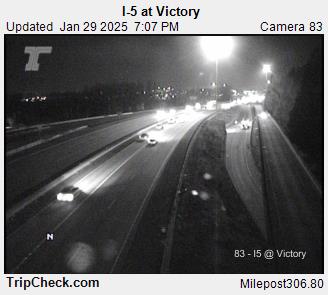 I-5 at Victory
Updated Jan 29 2025 7:07 PM Camera 83
T
N
83 - I5 @ Victory
TripCheck.com Milepost306.80